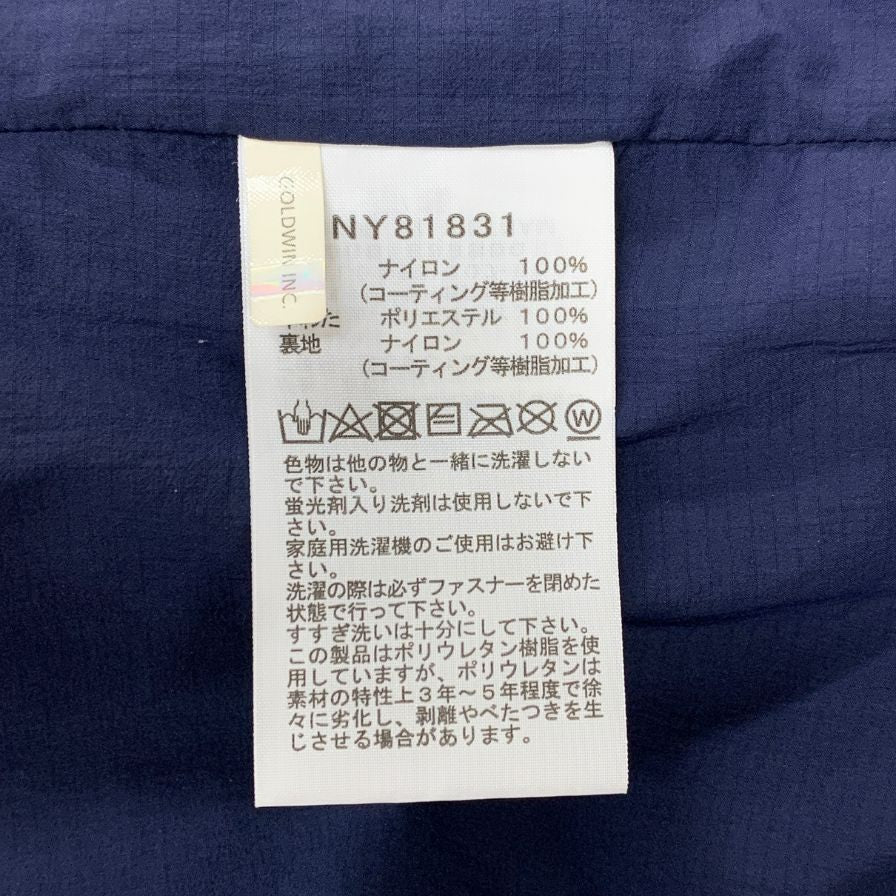 GOLDWIN INC.
NY81831
ナイロン 100%
(コーティング等樹脂加工)
ポリエステル 100%
裏地 ナイロン 100%
(コーティング等樹脂加工)
W
色物は他の物と一緒に洗濯しない
で下さい。
蛍光剤入り洗剤は使用しないで下
さい。
家庭用洗濯機のご使用はお避け下
さい。
洗濯の際は必ずファスナーを閉めた
状態で行って下さい。
すすぎ洗いは十分にして下さい。
この製品はポリウレタン樹脂を使
用していますが、ポリウレタンは
素材の特性上3年~5年程度で徐
々に劣化し、剥離やべたつきを生
じさせる場合があります。